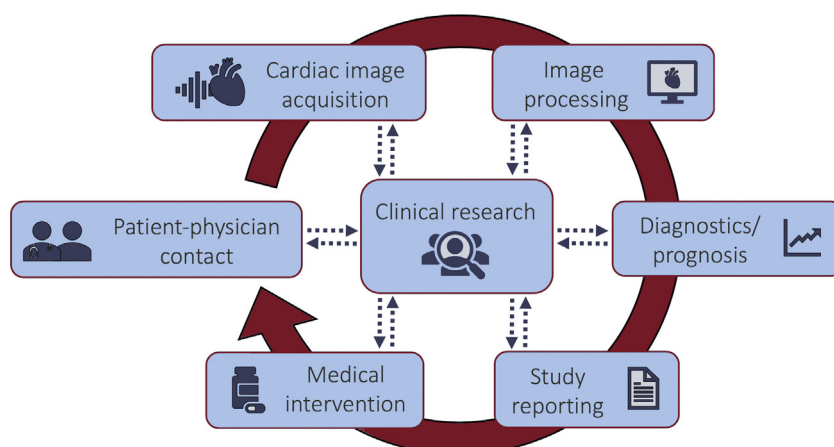 Cardiac image
acquisition
Image
processing
Patient-physician
contact
Clinical research
Diagnostics/
prognosis
Medical
intervention
Study
reporting